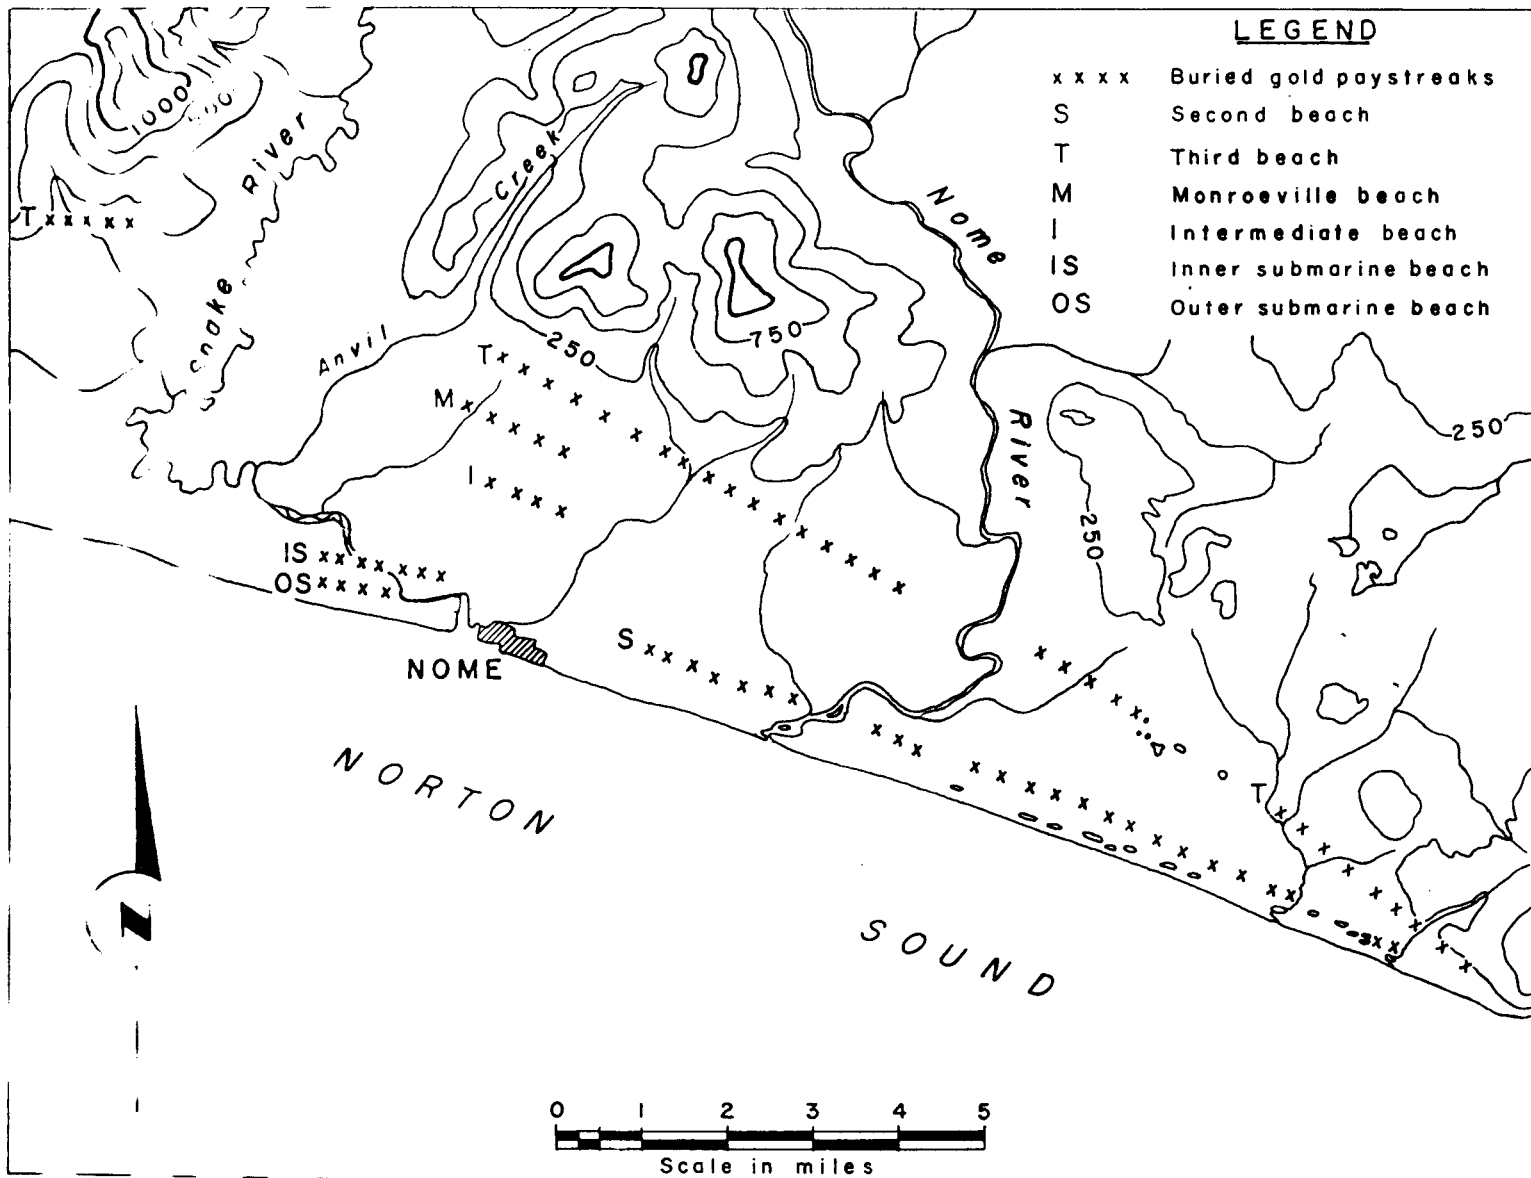 LEGEND
x x x x Buried gold paystreaks
S Second beach
T Third beach
M Monroeville beach
I Intermediate beach
IS Inner submarine beach
OS Outer submarine beach
1000
River
Snake
Creek
Anvil
T x x x x x
Nome
River
250
750
250
250
T x x x x x x x x x x x x x x x x
M x x x x x
I x x x x
IS x x x x x x x
OS x x x x
NOME
S x x x x x x x
T
NORTON
SOUND
N
0 1 2 3 4 5
Scale in miles